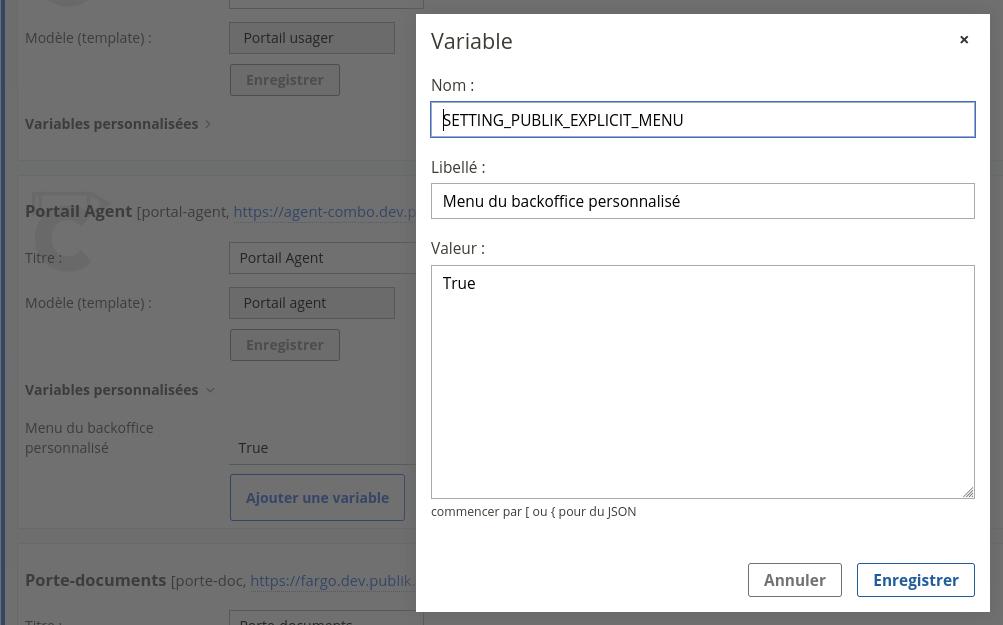 Modèle (template) :
Portail usager
Enregistrer
Variables personnalisées
Portail Agent [portal-agent, https://agent-combo.dev.p
Titre :
Portail Agent
Modèle (template) :
Portail agent
Enregistrer
Variables personnalisées
Menu du backoffice
personnalisé
True
Ajouter une variable
Porte-documents [porte-doc, https://fargo.dev.publik.
Titre :
Porte-documents
Variable
×
Nom :
SETTING_PUBLIK_EXPLICIT_MENU
Libellé :
Menu du backoffice personnalisé
Valeur :
True
commencer par [ ou { pour du JSON
Annuler
Enregistrer